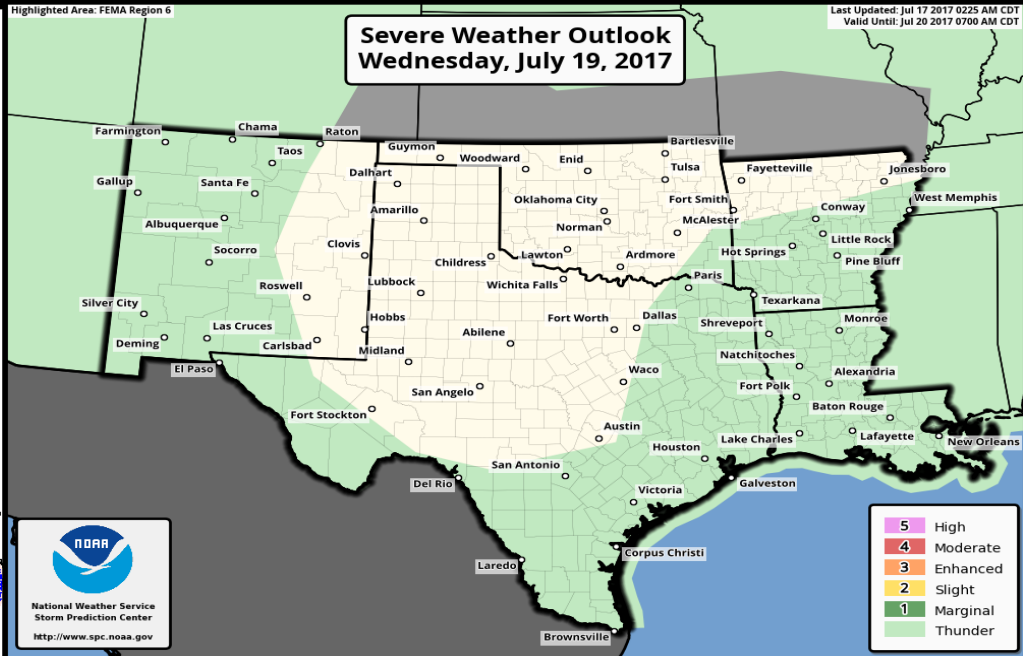 Highlighted Area: FEMA Region 6
Last Updated: Jul 17 2017 0225 AM CDT
Valid Until: Jul 20 2017 0700 AM CDT
Severe Weather Outlook
Wednesday, July 19, 2017
Farmington
Chama
Raton
Taos
Guymon
Woodward
Enid
Bartlesville
Tulsa
Fayetteville
Jonesboro
Gallup
Santa Fe
Dalhart
Oklahoma City
Fort Smith
West Memphis
Albuquerque
Amarillo
Norman
McAlester
Conway
Socorro
Clovis
Childress
Lawton
Ardmore
Hot Springs
Little Rock
Pine Bluff
Roswell
Lubbock
Wichita Falls
Paris
Silver City
Texarkana
Deming
Las Cruces
Hobbs
Abilene
Fort Worth
Dallas
Shreveport
Monroe
Carlsbad
Midland
Natchitoches
El Paso
San Angelo
Waco
Fort Polk
Alexandria
Fort Stockton
Austin
Baton Rouge
Houston
Lake Charles
Lafayette
New Orleans
San Antonio
Del Rio
Victoria
Galveston
Laredo
Corpus Christi
Brownsville
5 High
4 Moderate
3 Enhanced
2 Slight
1 Marginal
Thunder
NOAA
National Weather Service
Storm Prediction Center
http://www.spc.noaa.gov